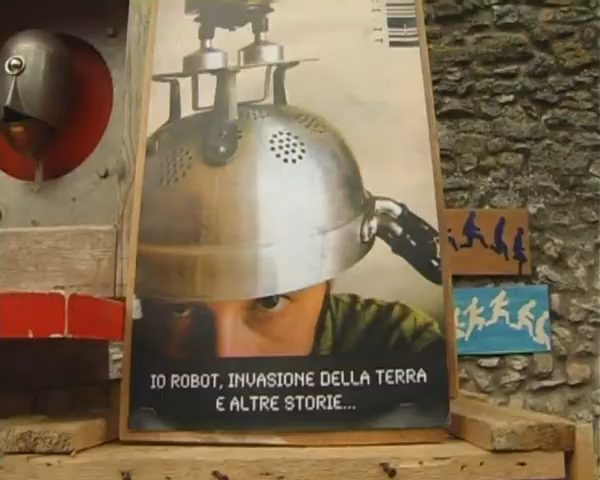 IO ROBOT, INVASIONE DELLA TERRA
E ALTRE STORIE...